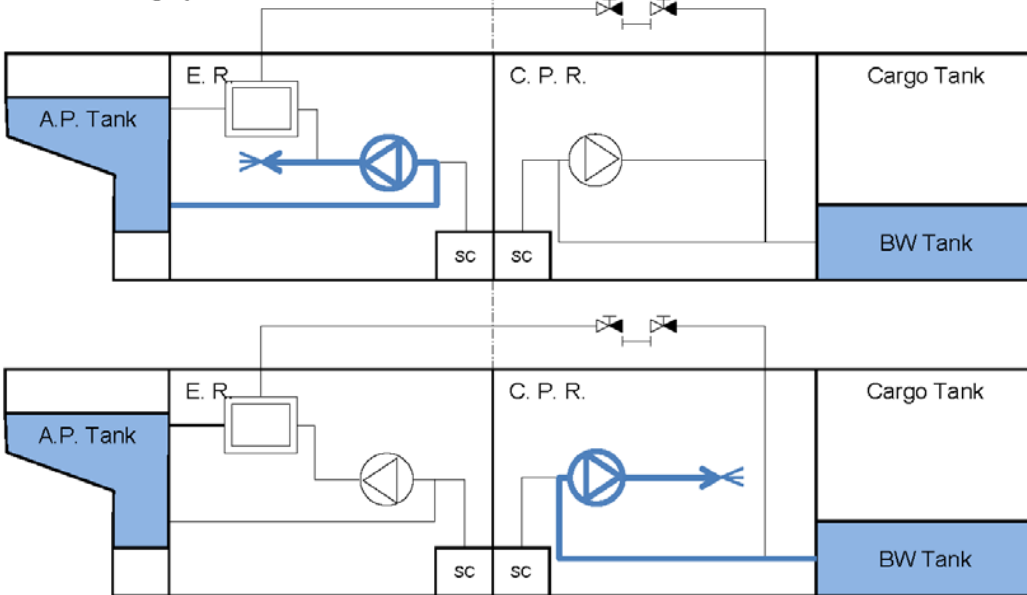 E. R.
C. P. R.
Cargo Tank
A.P. Tank
BW Tank
sc
sc
E. R.
C. P. R.
Cargo Tank
A.P. Tank
BW Tank
sc
sc